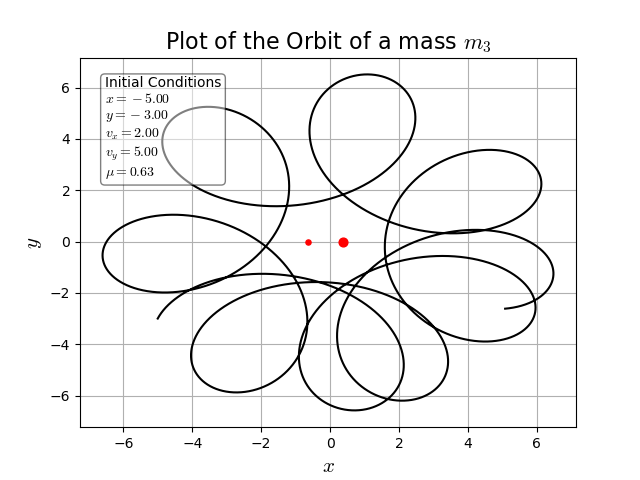 Plot of the Orbit of a mass m₃
Initial Conditions
x = −5.00
y = −3.00
vₓ = 2.00
v_y = 5.00
μ = 0.63
6
4
2
0
−2
−4
−6
y
−6 −4 −2 0 2 4 6
x